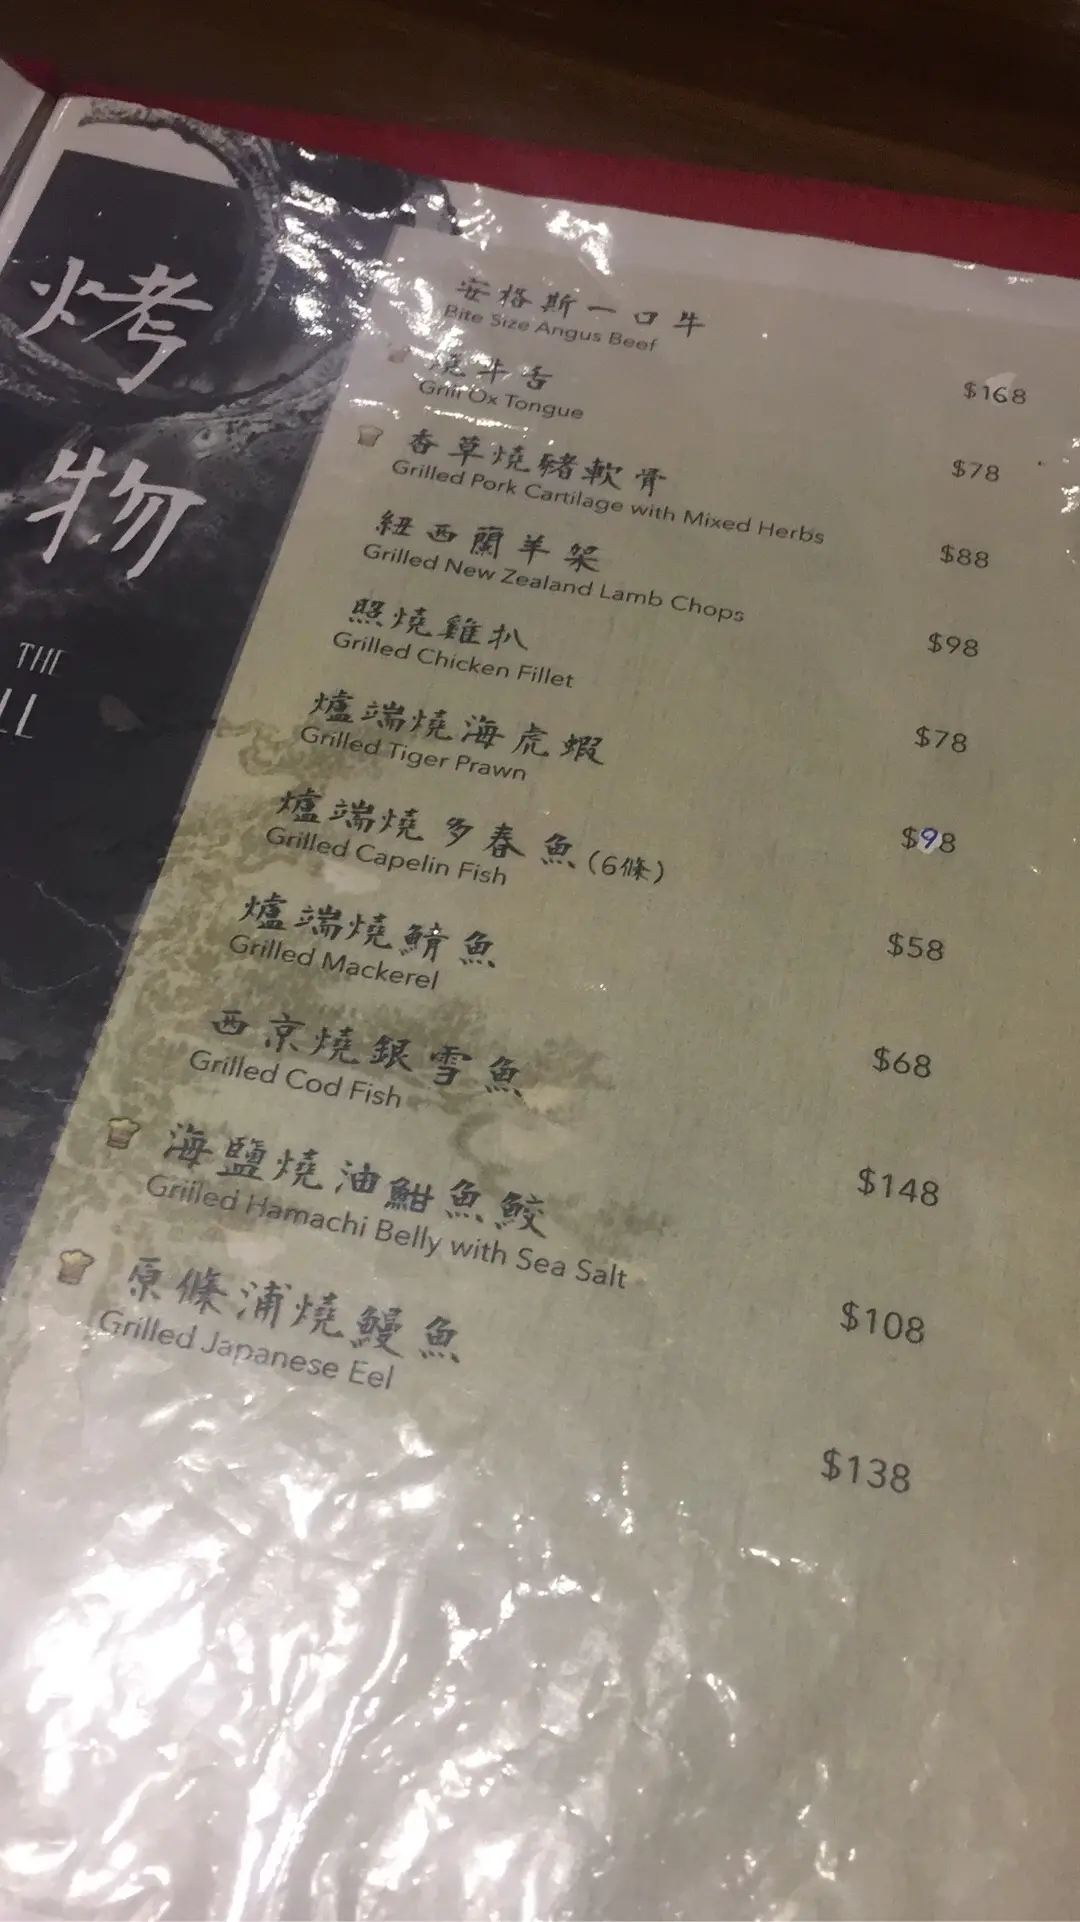 烤物
THE
LL
安格斯一口牛
Bite Size Angus Beef
$168
燒牛舌
Grill Ox Tongue
$78
香草燒豬軟骨
Grilled Pork Cartilage with Mixed Herbs
$88
紐西蘭羊架
Grilled New Zealand Lamb Chops
$98
照燒雞扒
Grilled Chicken Fillet
$78
爐端燒海虎蝦
Grilled Tiger Prawn
$98
爐端燒多春魚(6條)
Grilled Capelin Fish
$58
爐端燒鯖魚
Grilled Mackerel
$68
西京燒銀雪魚
Grilled Cod Fish
$148
海鹽燒油魽魚鮫
Grilled Hamachi Belly with Sea Salt
$108
原條浦燒鰻魚
Grilled Japanese Eel
$138